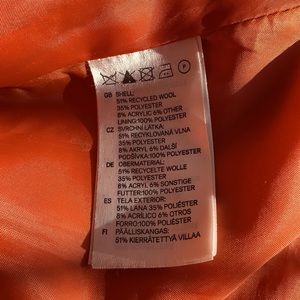 P
GB SHELL:
51% RECYCLED WOOL
35% POLYESTER
8% ACRYLIC 6% OTHER
LINING:100% POLYESTER
CZ SVRCHNÍ LÁTKA:
51% RECYKLOVANÁ VLNA
35% POLYESTER
8% AKRYL 6% DALŠÍ
PODŠÍVKA:100% POLYESTER
DE OBERMATERIAL:
51% RECYCELTE WOLLE
35% POLYESTER
8% ACRYL 6% SONSTIGE
FUTTER:100% POLYESTER
ES TELA EXTERIOR:
51% LANA 35% POLIÉSTER
8% ACRÍLICO 6% OTROS
FORRO:100% POLIÉSTER
FI PÄÄLLISKANGAS:
51% KIERRÄTETTYÄ VILLAA